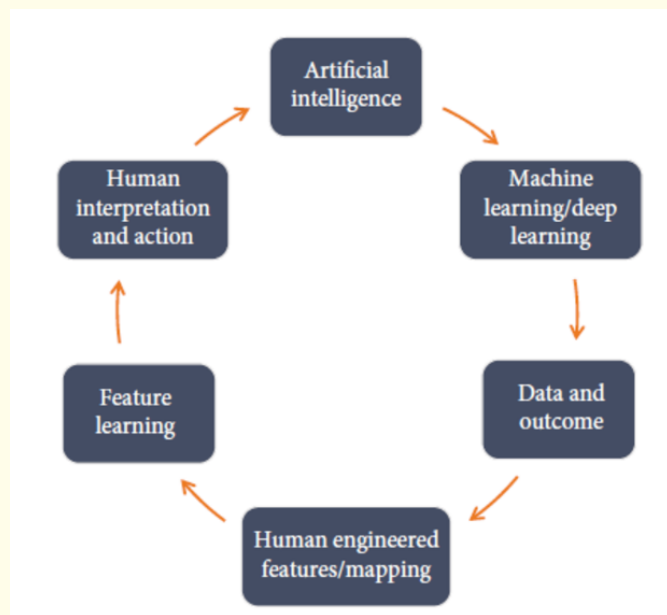 Artificial
intelligence
Machine
learning/deep
learning
Data and
outcome
Human engineered
features/mapping
Feature
learning
Human
interpretation
and action